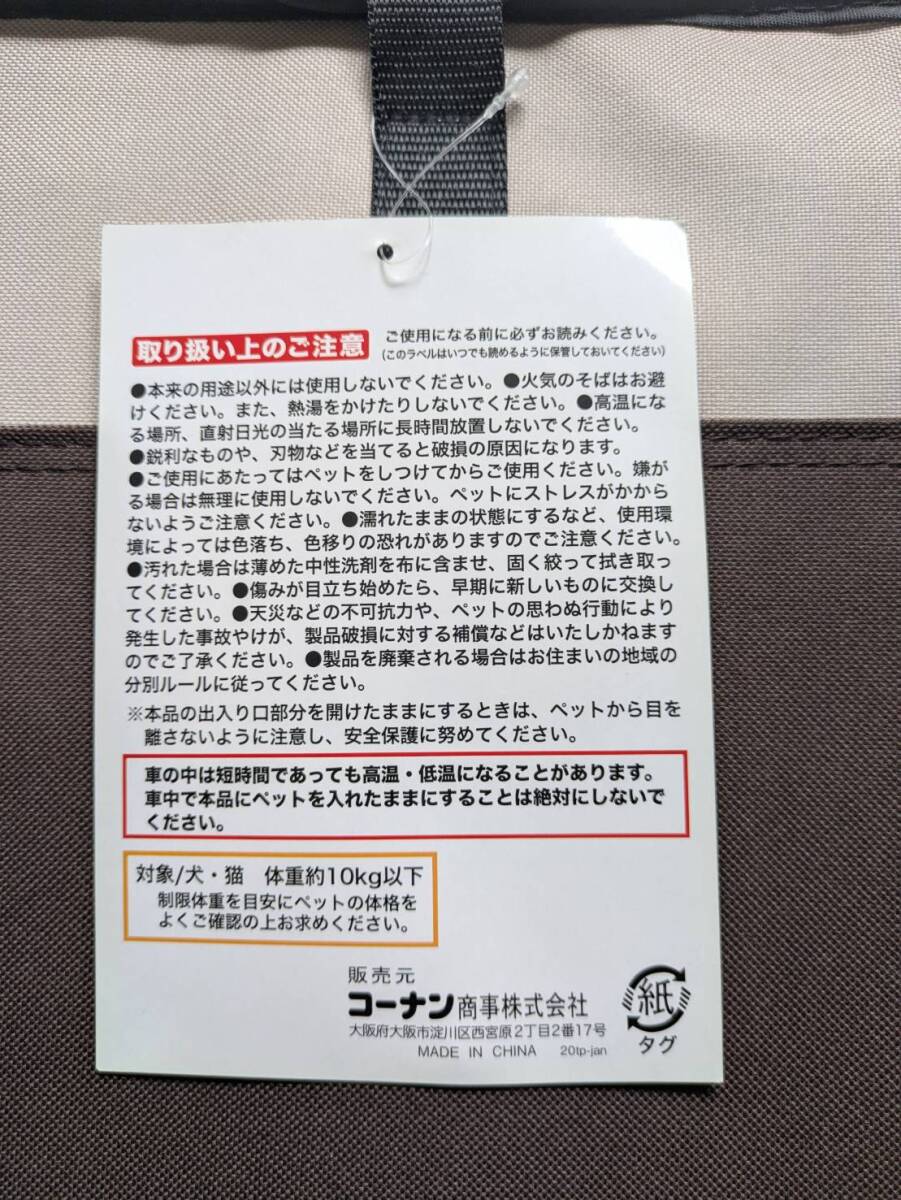 取り扱い上のご注意
ご使用になる前に必ずお読みください。
(このラベルはいつでも読めるように保管しておいてください)
●本来の用途以外には使用しないでください。●火気のそばはお避
けください。また、熱湯をかけたりしないでください。●高温にな
る場所、直射日光の当たる場所に長時間放置しないでください。
●鋭利なものや、刃物などを当てると破損の原因になります。
●ご使用にあたってはペットをしつけてからご使用ください。嫌が
る場合は無理に使用しないでください。ペットにストレスがかから
ないようご注意ください。●濡れたままの状態にするなど、使用環
境によっては色落ち、色移りの恐れがありますのでご注意ください。
●汚れた場合は薄めた中性洗剤を布に含ませ、固く絞って拭き取っ
てください。●傷みが目立ち始めたら、早期に新しいものに交換し
てください。●天災などの不可抗力や、ペットの思わぬ行動により
発生した事故やけが、製品破損に対する補償などはいたしかねます
のでご了承ください。●製品を廃棄される場合はお住まいの地域の
分別ルールに従ってください。
※本品の出入り口部分を開けたままにするときは、ペットから目を
離さないように注意し、安全保護に努めてください。
車の中は短時間であっても高温・低温になることがあります。
車中で本品にペットを入れたままにすることは絶対にしないで
ください。
対象/犬・猫 体重約10kg以下
制限体重を目安にペットの体格を
よくご確認の上お求めください。
販売元
コーナン商事株式会社
大阪府大阪市淀川区西宮原2丁目2番17号
MADE IN CHINA 20tp-jan
紙
タグ